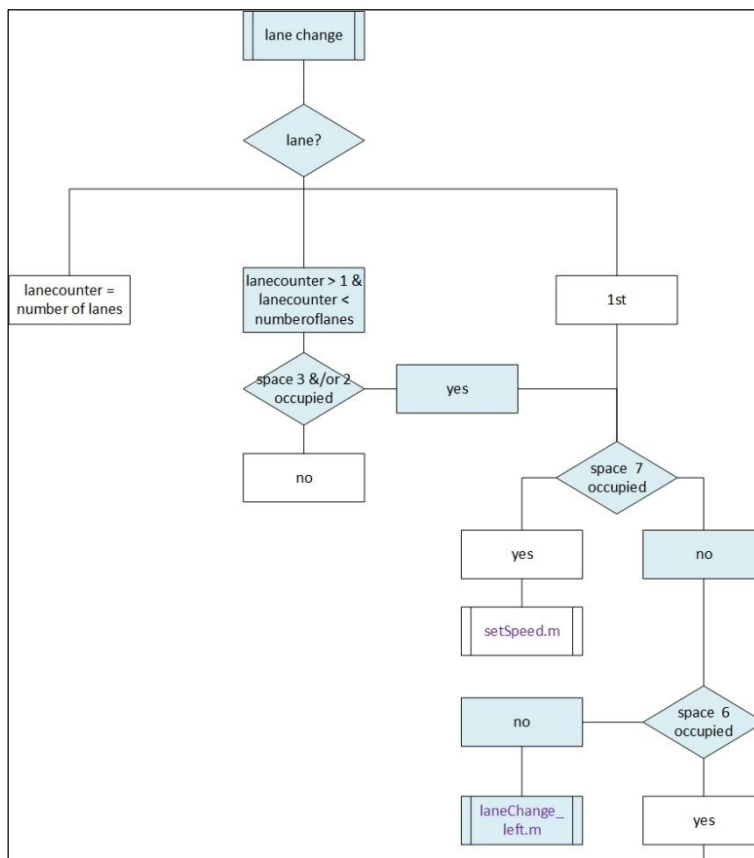 lane change
lane?
lanecounter =
number of lanes
lanecounter > 1 &
lanecounter <
numberoflanes
1st
space 3 &/or 2
occupied
yes
no
space 7
occupied
yes
no
setSpeed.m
space 6
occupied
no
laneChange_
left.m
yes